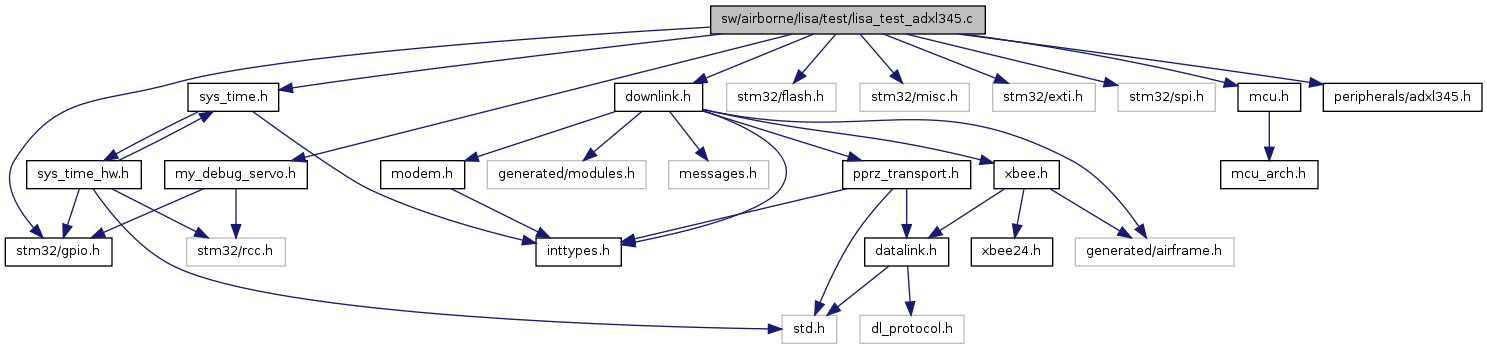 sw/airborne/lisa/test/lisa_test_adxl345.c
sys_time.h
downlink.h
stm32/flash.h
stm32/misc.h
stm32/exti.h
stm32/spi.h
mcu.h
peripherals/adxl345.h
sys_time_hw.h
my_debug_servo.h
modem.h
generated/modules.h
messages.h
pprz_transport.h
xbee.h
mcu_arch.h
stm32/gpio.h
stm32/rcc.h
inttypes.h
datalink.h
xbee24.h
generated/airframe.h
std.h
dl_protocol.h